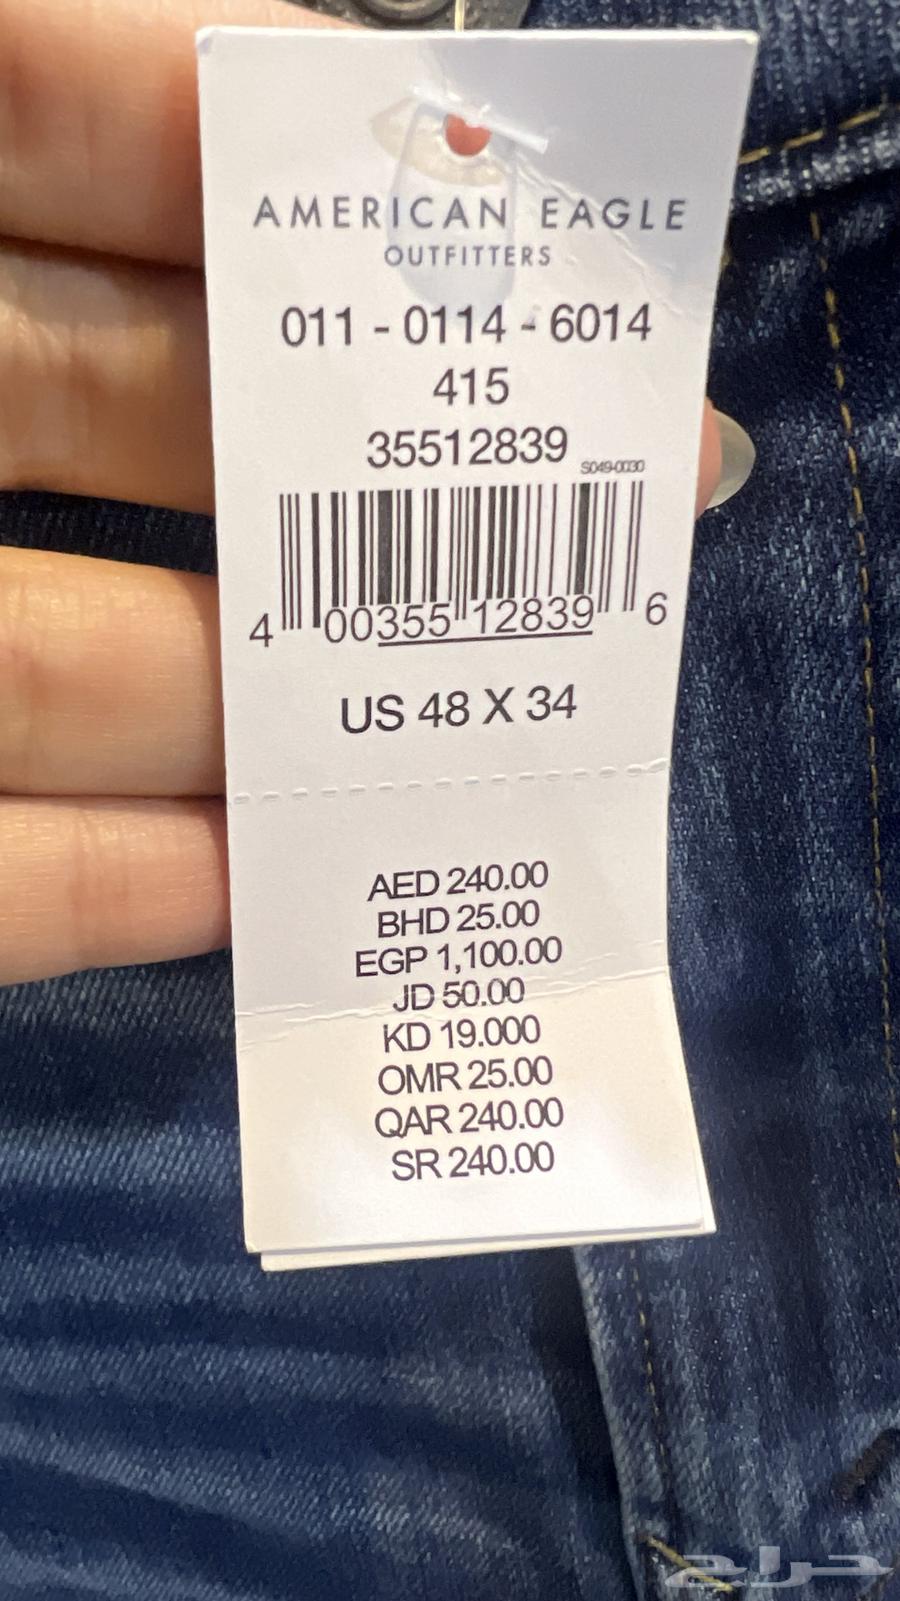 AMERICAN EAGLE
OUTFITTERS
011 - 0114 - 6014
415
35512839
S049-0030
4 00355 12839 6
US 48 X 34
AED 240.00
BHD 25.00
EGP 1,100.00
JD 50.00
KD 19.000
OMR 25.00
QAR 240.00
SR 240.00
حراج